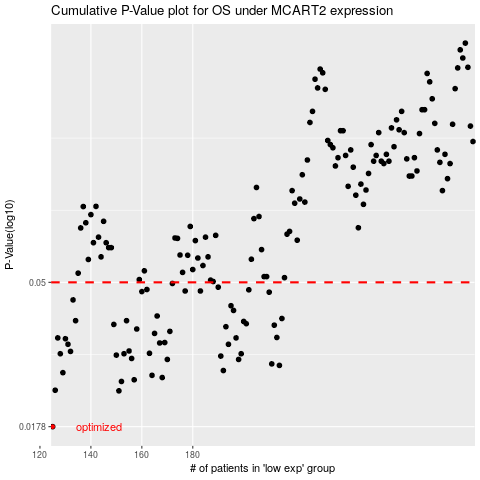 Cumulative P-Value plot for OS under MCART2 expression
P-Value(log10)
0.05
0.0178
optimized
120 140 160 180
# of patients in 'low exp' group